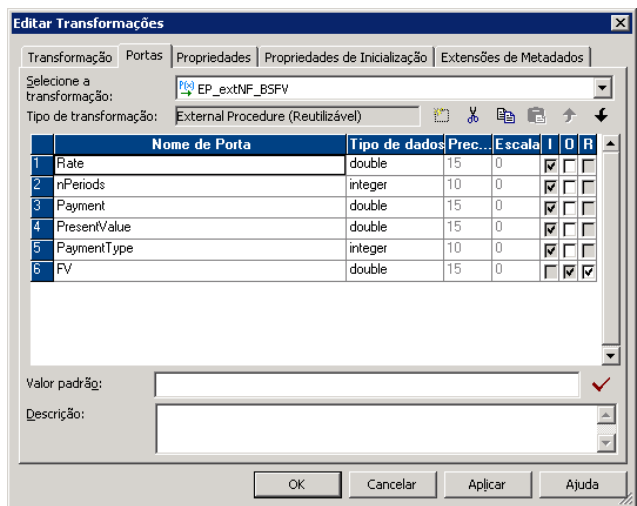 Editar Transformações
Transformação Portas Propriedades Propriedades de Inicialização Extensões de Metadados
Selecione a
transformação: EP_extNF_BSFV
Tipo de transformação: External Procedure (Reutilizável)
Nome de Porta Tipo de dados Prec... Escala I O R
1 Rate double 15 0
2 nPeriods integer 10 0
3 Payment double 15 0
4 PresentValue double 15 0
5 PaymentType integer 10 0
6 FV double 15 0
Valor padrão:
Descrição:
OK Cancelar Aplicar Ajuda